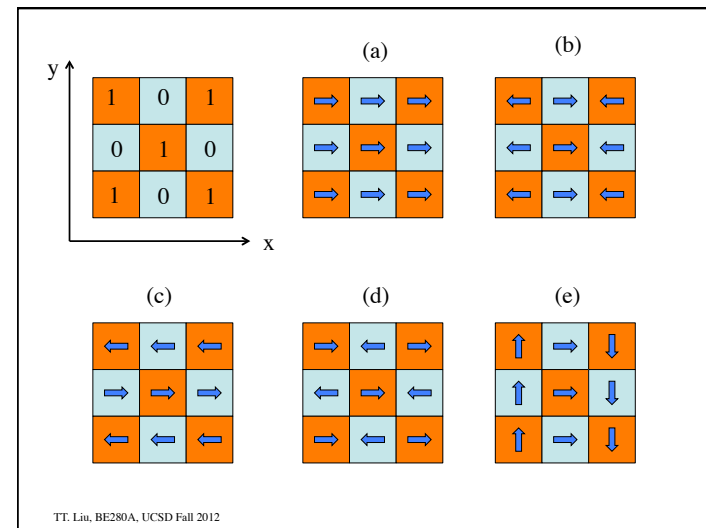 (a)
(b)
y
1 0 1
0 1 0
1 0 1
x
(c)
(d)
(e)
TT. Liu, BE280A, UCSD Fall 2012